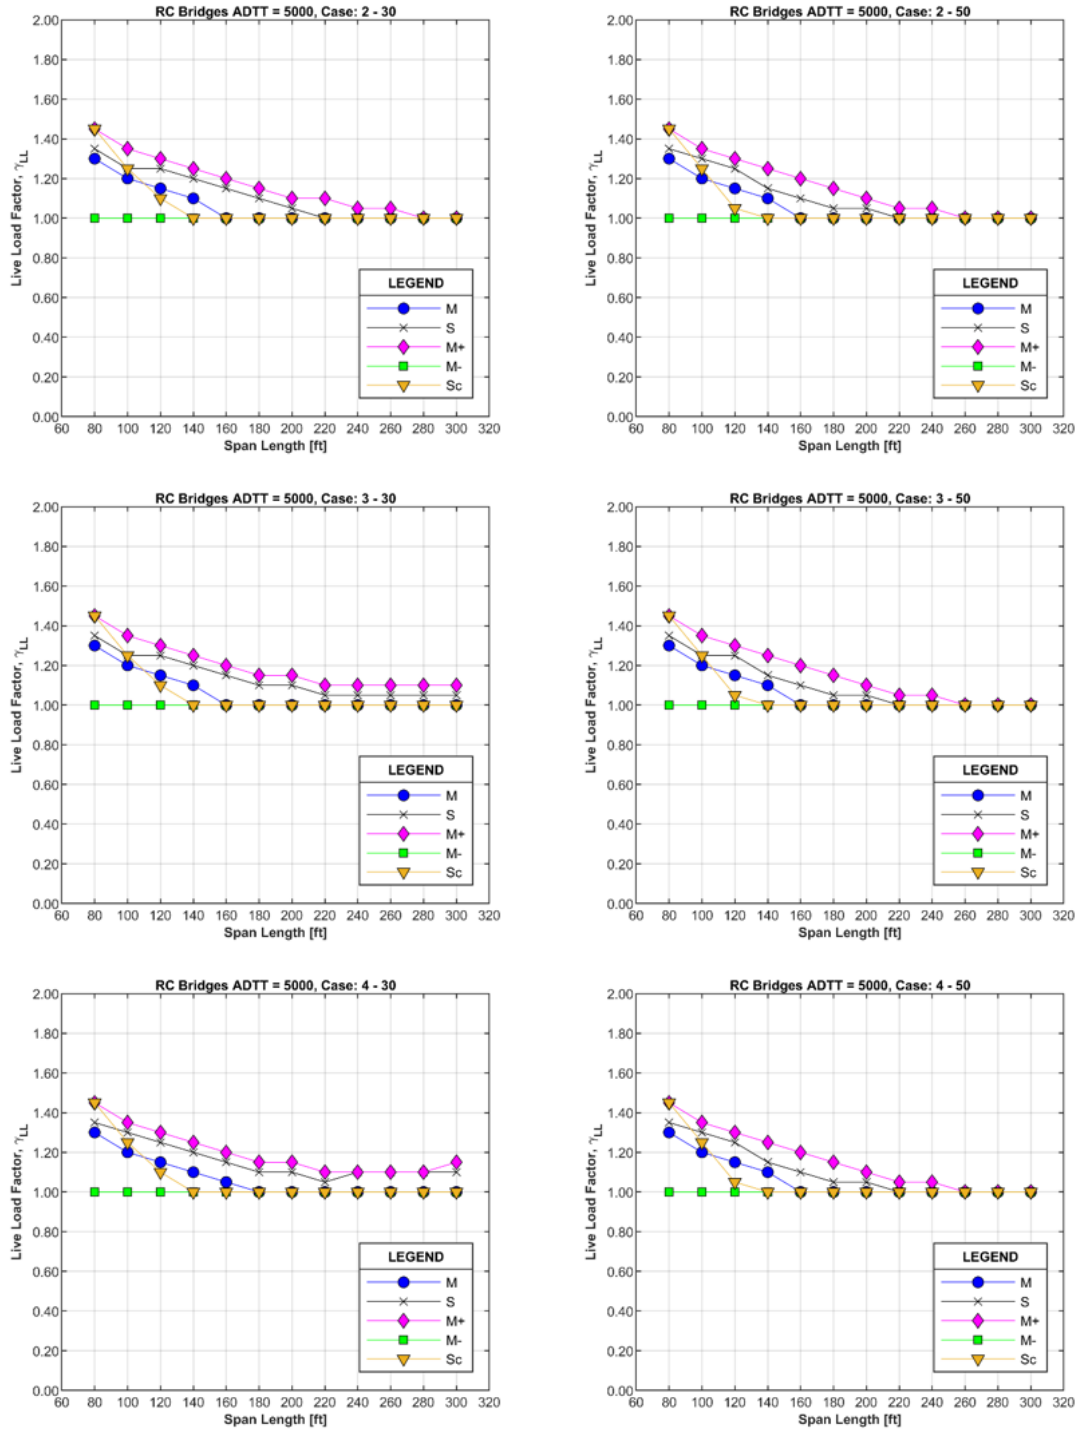 RC Bridges ADTT = 5000, Case: 2 - 30
2.00
1.80
1.60
1.40
1.20
1.00
0.80
0.60
0.40
0.20
0.00
Live Load Factor, γLL
60 80 100 120 140 160 180 200 220 240 260 280 300 320
Span Length [ft]
LEGEND
M
S
M+
M-
Sc
RC Bridges ADTT = 5000, Case: 2 - 50
2.00
1.80
1.60
1.40
1.20
1.00
0.80
0.60
0.40
0.20
0.00
Live Load Factor, γLL
60 80 100 120 140 160 180 200 220 240 260 280 300 320
Span Length [ft]
LEGEND
M
S
M+
M-
Sc
RC Bridges ADTT = 5000, Case: 3 - 30
2.00
1.80
1.60
1.40
1.20
1.00
0.80
0.60
0.40
0.20
0.00
Live Load Factor, γLL
60 80 100 120 140 160 180 200 220 240 260 280 300 320
Span Length [ft]
LEGEND
M
S
M+
M-
Sc
RC Bridges ADTT = 5000, Case: 3 - 50
2.00
1.80
1.60
1.40
1.20
1.00
0.80
0.60
0.40
0.20
0.00
Live Load Factor, γLL
60 80 100 120 140 160 180 200 220 240 260 280 300 320
Span Length [ft]
LEGEND
M
S
M+
M-
Sc
RC Bridges ADTT = 5000, Case: 4 - 30
2.00
1.80
1.60
1.40
1.20
1.00
0.80
0.60
0.40
0.20
0.00
Live Load Factor, γLL
60 80 100 120 140 160 180 200 220 240 260 280 300 320
Span Length [ft]
LEGEND
M
S
M+
M-
Sc
RC Bridges ADTT = 5000, Case: 4 - 50
2.00
1.80
1.60
1.40
1.20
1.00
0.80
0.60
0.40
0.20
0.00
Live Load Factor, γLL
60 80 100 120 140 160 180 200 220 240 260 280 300 320
Span Length [ft]
LEGEND
M
S
M+
M-
Sc